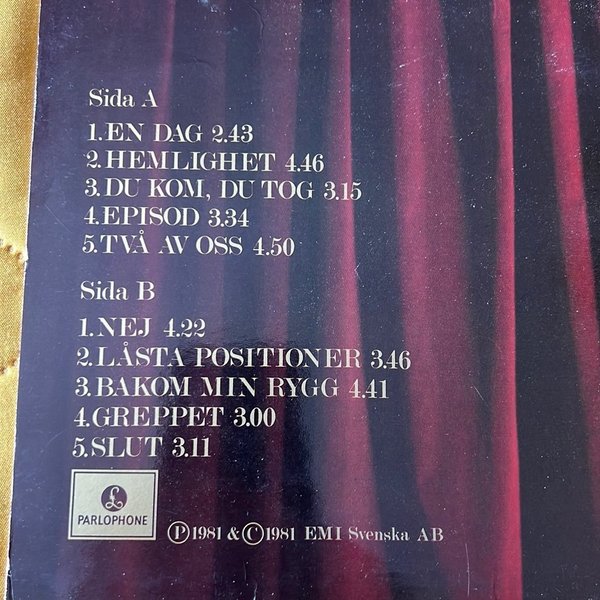 Sida A
1. EN DAG 2.43
2. HEMLIGHET 4.46
3. DU KOM, DU TOG 3.15
4. EPISOD 3.34
5. TVÅ AV OSS 4.50
Sida B
1. NEJ 4.22
2. LÅSTA POSITIONER 3.46
3. BAKOM MIN RYGG 4.41
4. GREPPET 3.00
5. SLUT 3.11
£
PARLOPHONE
Ⓟ1981 & ©1981 EMI Svenska AB